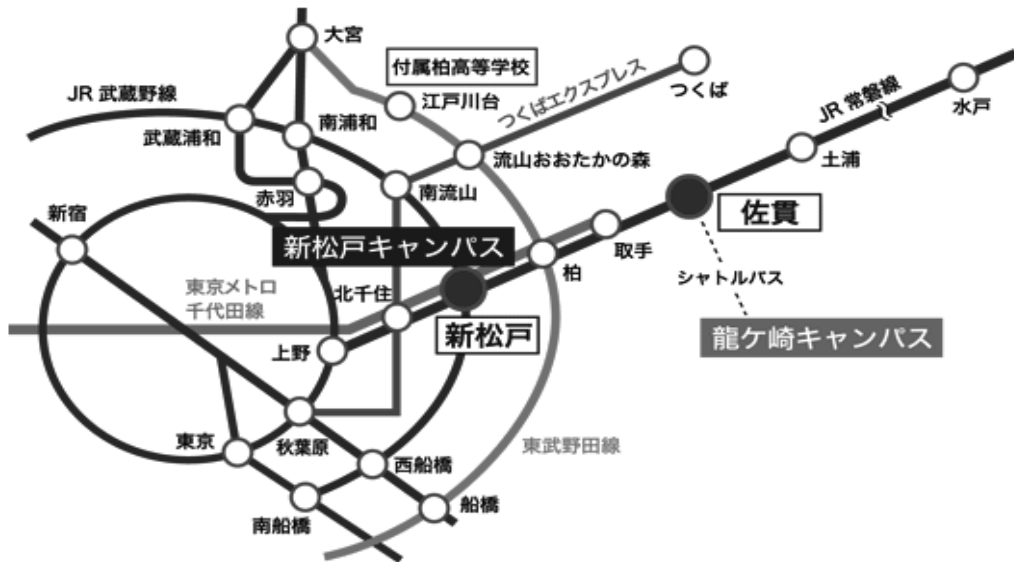 大宮
付属柏高等学校
江戸川台
つくばエクスプレス
つくば
JR 常磐線
水戸
JR 武蔵野線
武蔵浦和
南浦和
流山おおたかの森
土浦
赤羽
南流山
新宿
佐貫
新松戸キャンパス
取手
柏
シャトルバス
東京メトロ
千代田線
北千住
新松戸
龍ケ崎キャンパス
上野
東京
秋葉原
東武野田線
西船橋
南船橋
船橋